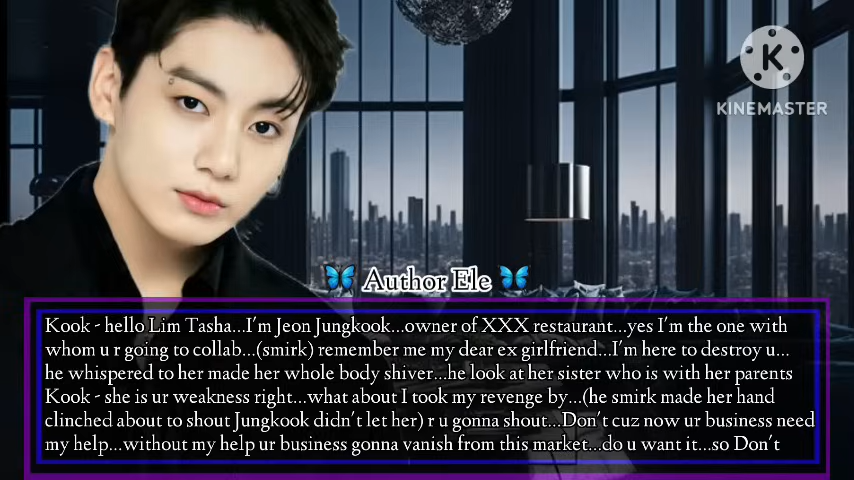 K
KINEMASTER
🦋 Author Ele 🦋
Kook - hello Lim Tasha...I'm Jeon Jungkook...owner of XXX restaurant...yes I'm the one with
whom u r going to collab...(smirk) remember me my dear ex girlfriend...I'm here to destroy u...
he whispered to her made her whole body shiver...he look at her sister who is with her parents
Kook - she is ur weakness right...what about I took my revenge by...(he smirk made her hand
clinched about to shout Jungkook didn't let her) r u gonna shout...Don't cuz now ur business need
my help...without my help ur business gonna vanish from this market...do u want it...so Don't